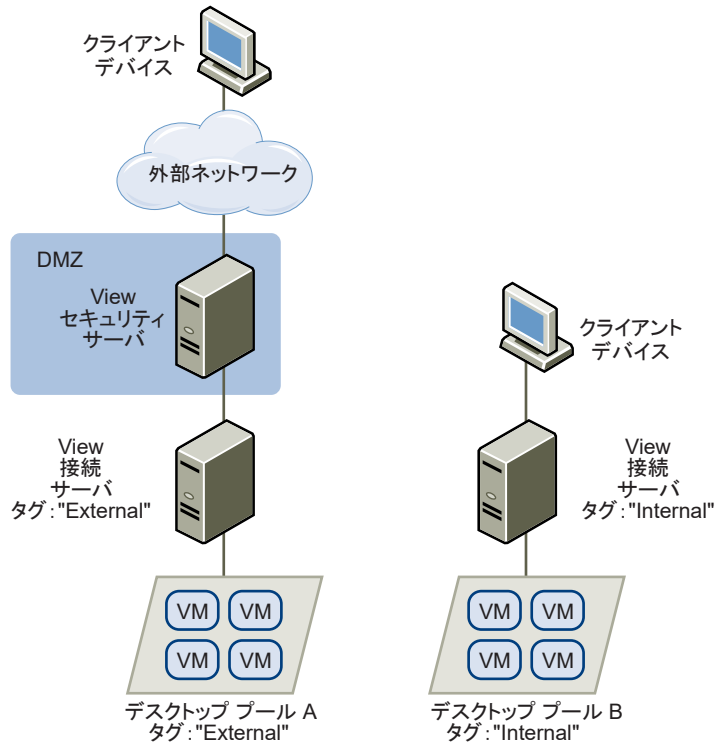 クライアント
デバイス
外部ネットワーク
DMZ
View
セキュリティ
サーバ
クライアント
デバイス
View
接続
サーバ
タグ:"External"
View
接続
サーバ
タグ:"Internal"
VM VM
VM VM
VM VM
VM VM
デスクトップ プール A
タグ:"External"
デスクトップ プール B
タグ:"Internal"